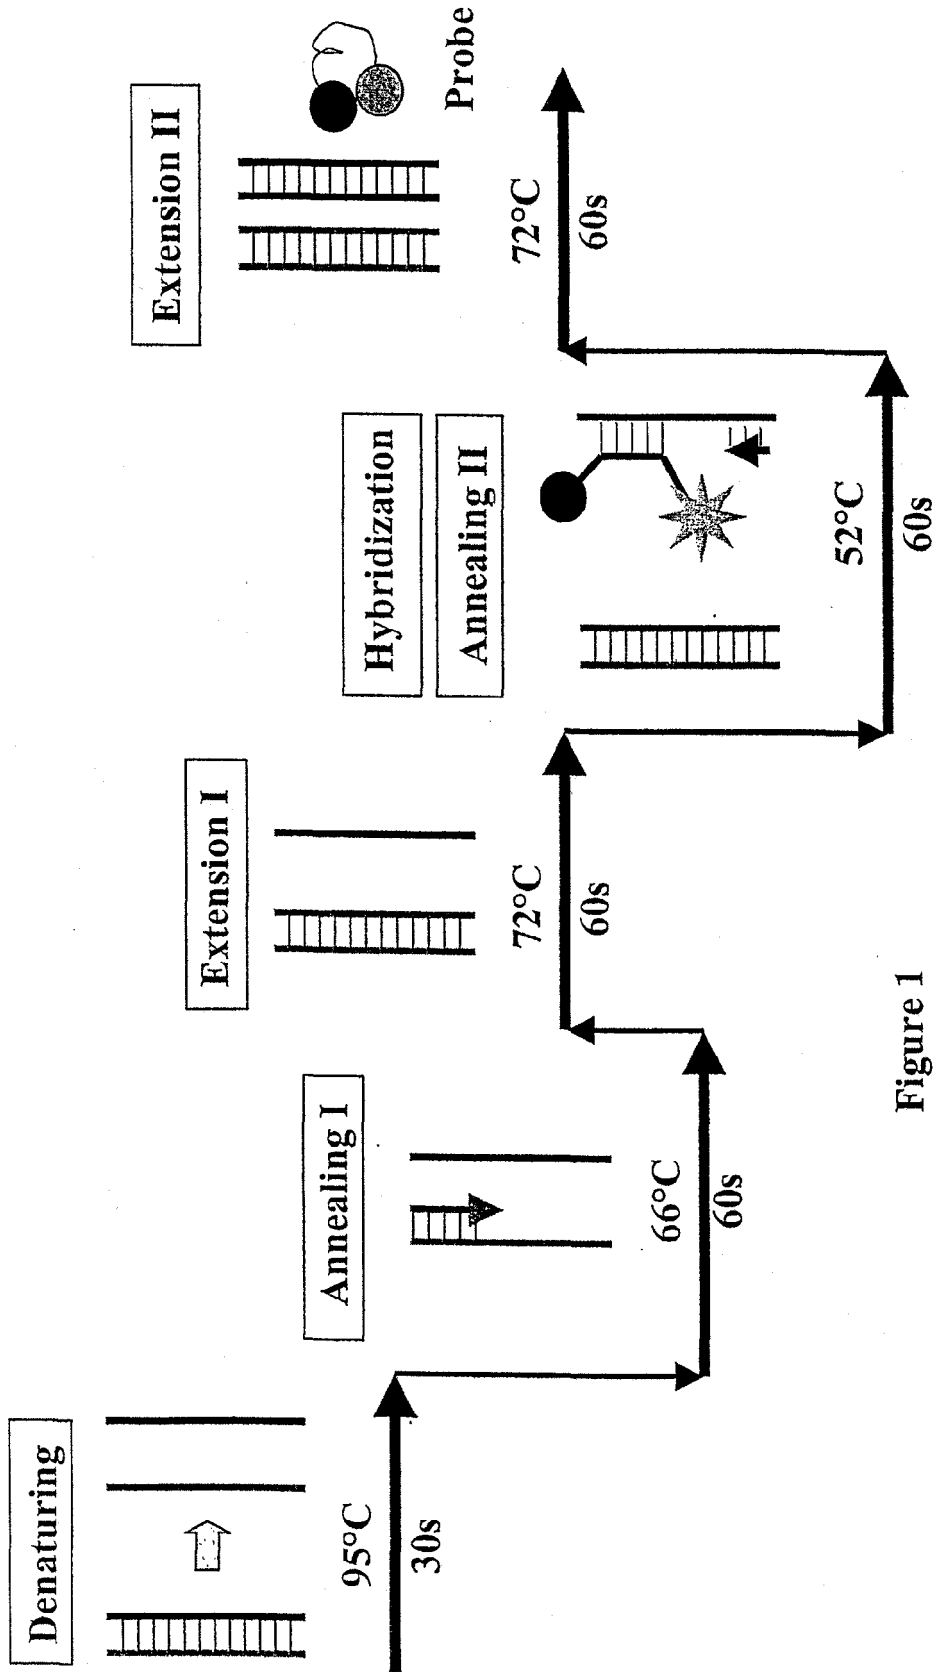 Denaturing
95°C
30s
Annealing I
66°C
60s
Extension I
72°C
60s
Hybridization
Annealing II
52°C
60s
Extension II
Probe
72°C
60s
Figure 1